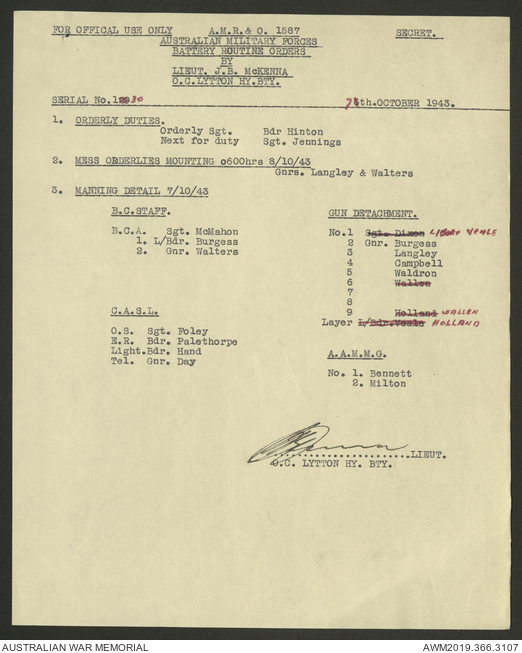 FOR OFFICAL USE ONLY A.M.R.& O. 1587 SECRET.
AUSTRALIAN MILITARY FORCES
BATTERY ROUTINE ORDERS
BY
LIEUT. J.B. McKENNA
O.C. LYTTON HY.BTY.
SERIAL No. 1230 7th. OCTOBER 1943.
1. ORDERLY DUTIES.
Orderly Sgt. Bdr Hinton
Next for duty Sgt. Jennings
2. MESS ORDERLIES MOUNTING o600hrs 8/10/43
Gnrs. Langley & Walters
3. MANNING DETAIL 7/10/43
B.C.STAFF.
B.C.A. Sgt. McMahon
1. L/Bdr. Burgess
2. Gnr. Walters
C.A.S.L.
O.S. Sgt. Foley
E.R. Bdr. Palethorpe
Light.Bdr. Hand
Tel. Gnr. Day
GUN DETACHMENT.
No.1 Sgt. Dixon L/BDR VEALE
2 Gnr. Burgess
3 Langley
4 Campbell
5 Waldron
6 Wallen
7
8
9 Holland WALLEN
Layer L/Bdr.Veale HOLLAND
A.A.M.M.G.
No. 1. Bennett
2. Milton
LIEUT.
O.C. LYTTON HY. BTY.
AUSTRALIAN WAR MEMORIAL AWM2019.366.3107